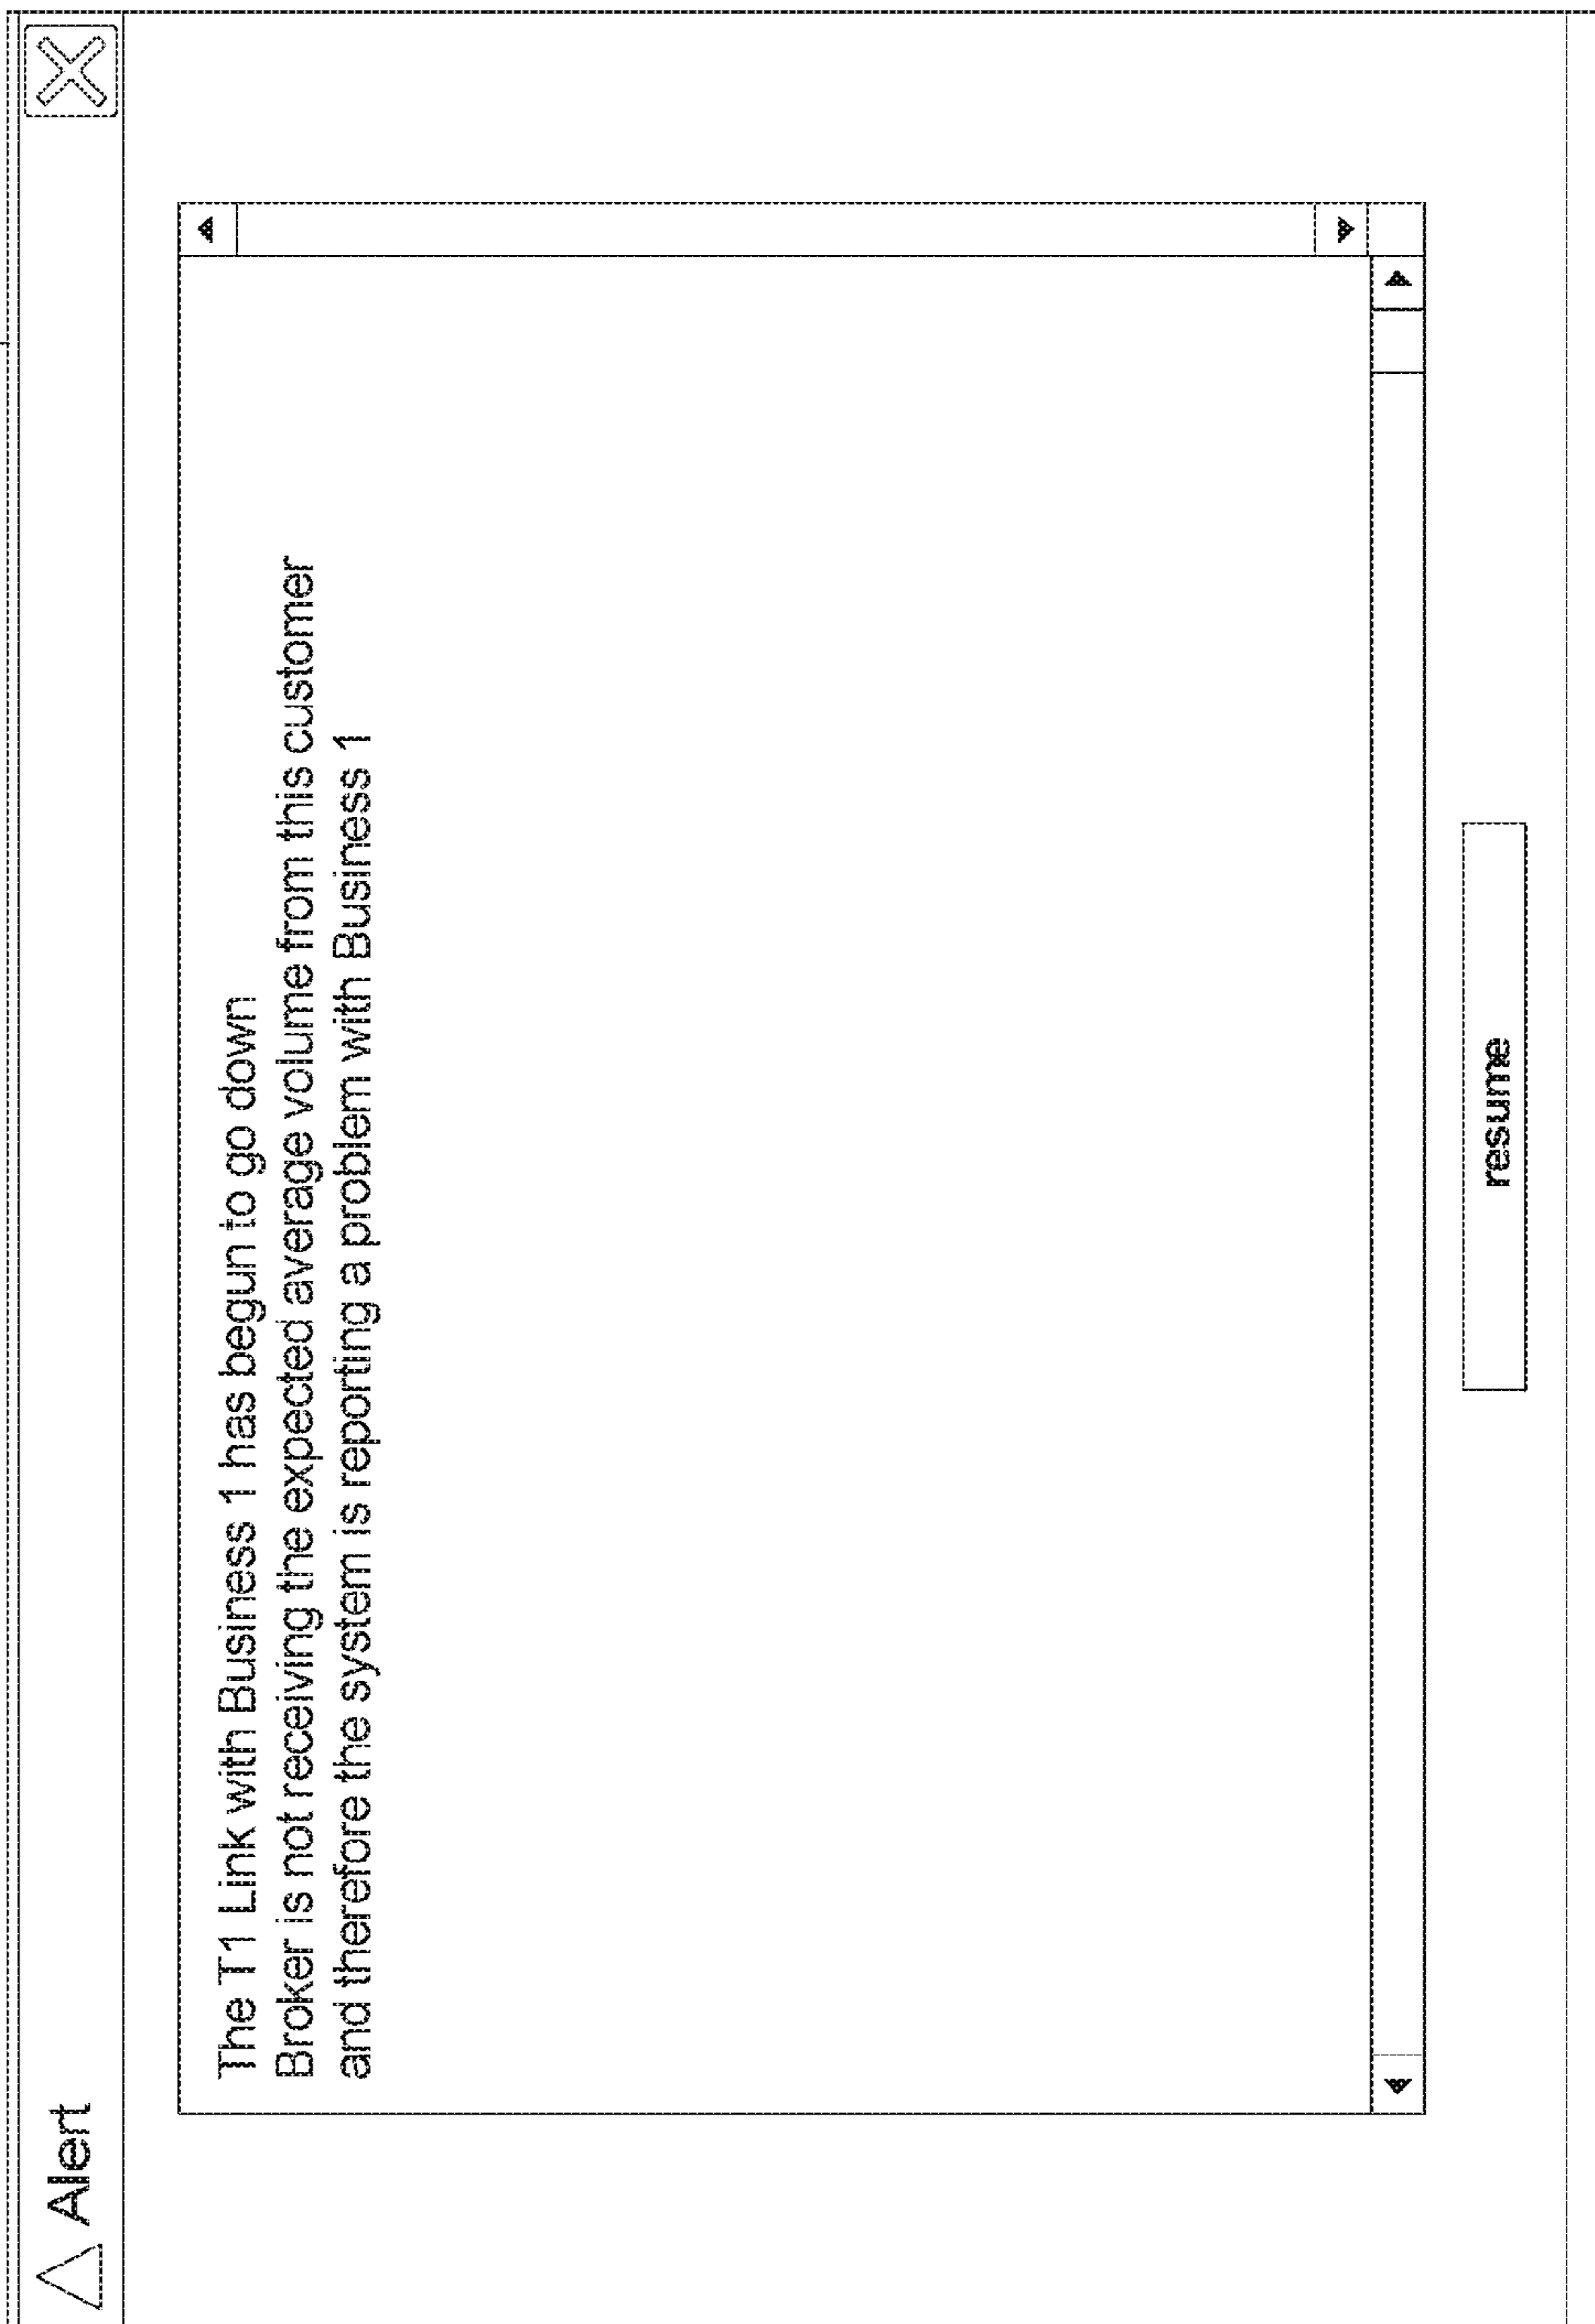 Alert
The T1 Link with Business 1 has begun to go down
Broker is not receiving the expected average volume from this customer
and therefore the system is reporting a problem with Business 1
resume